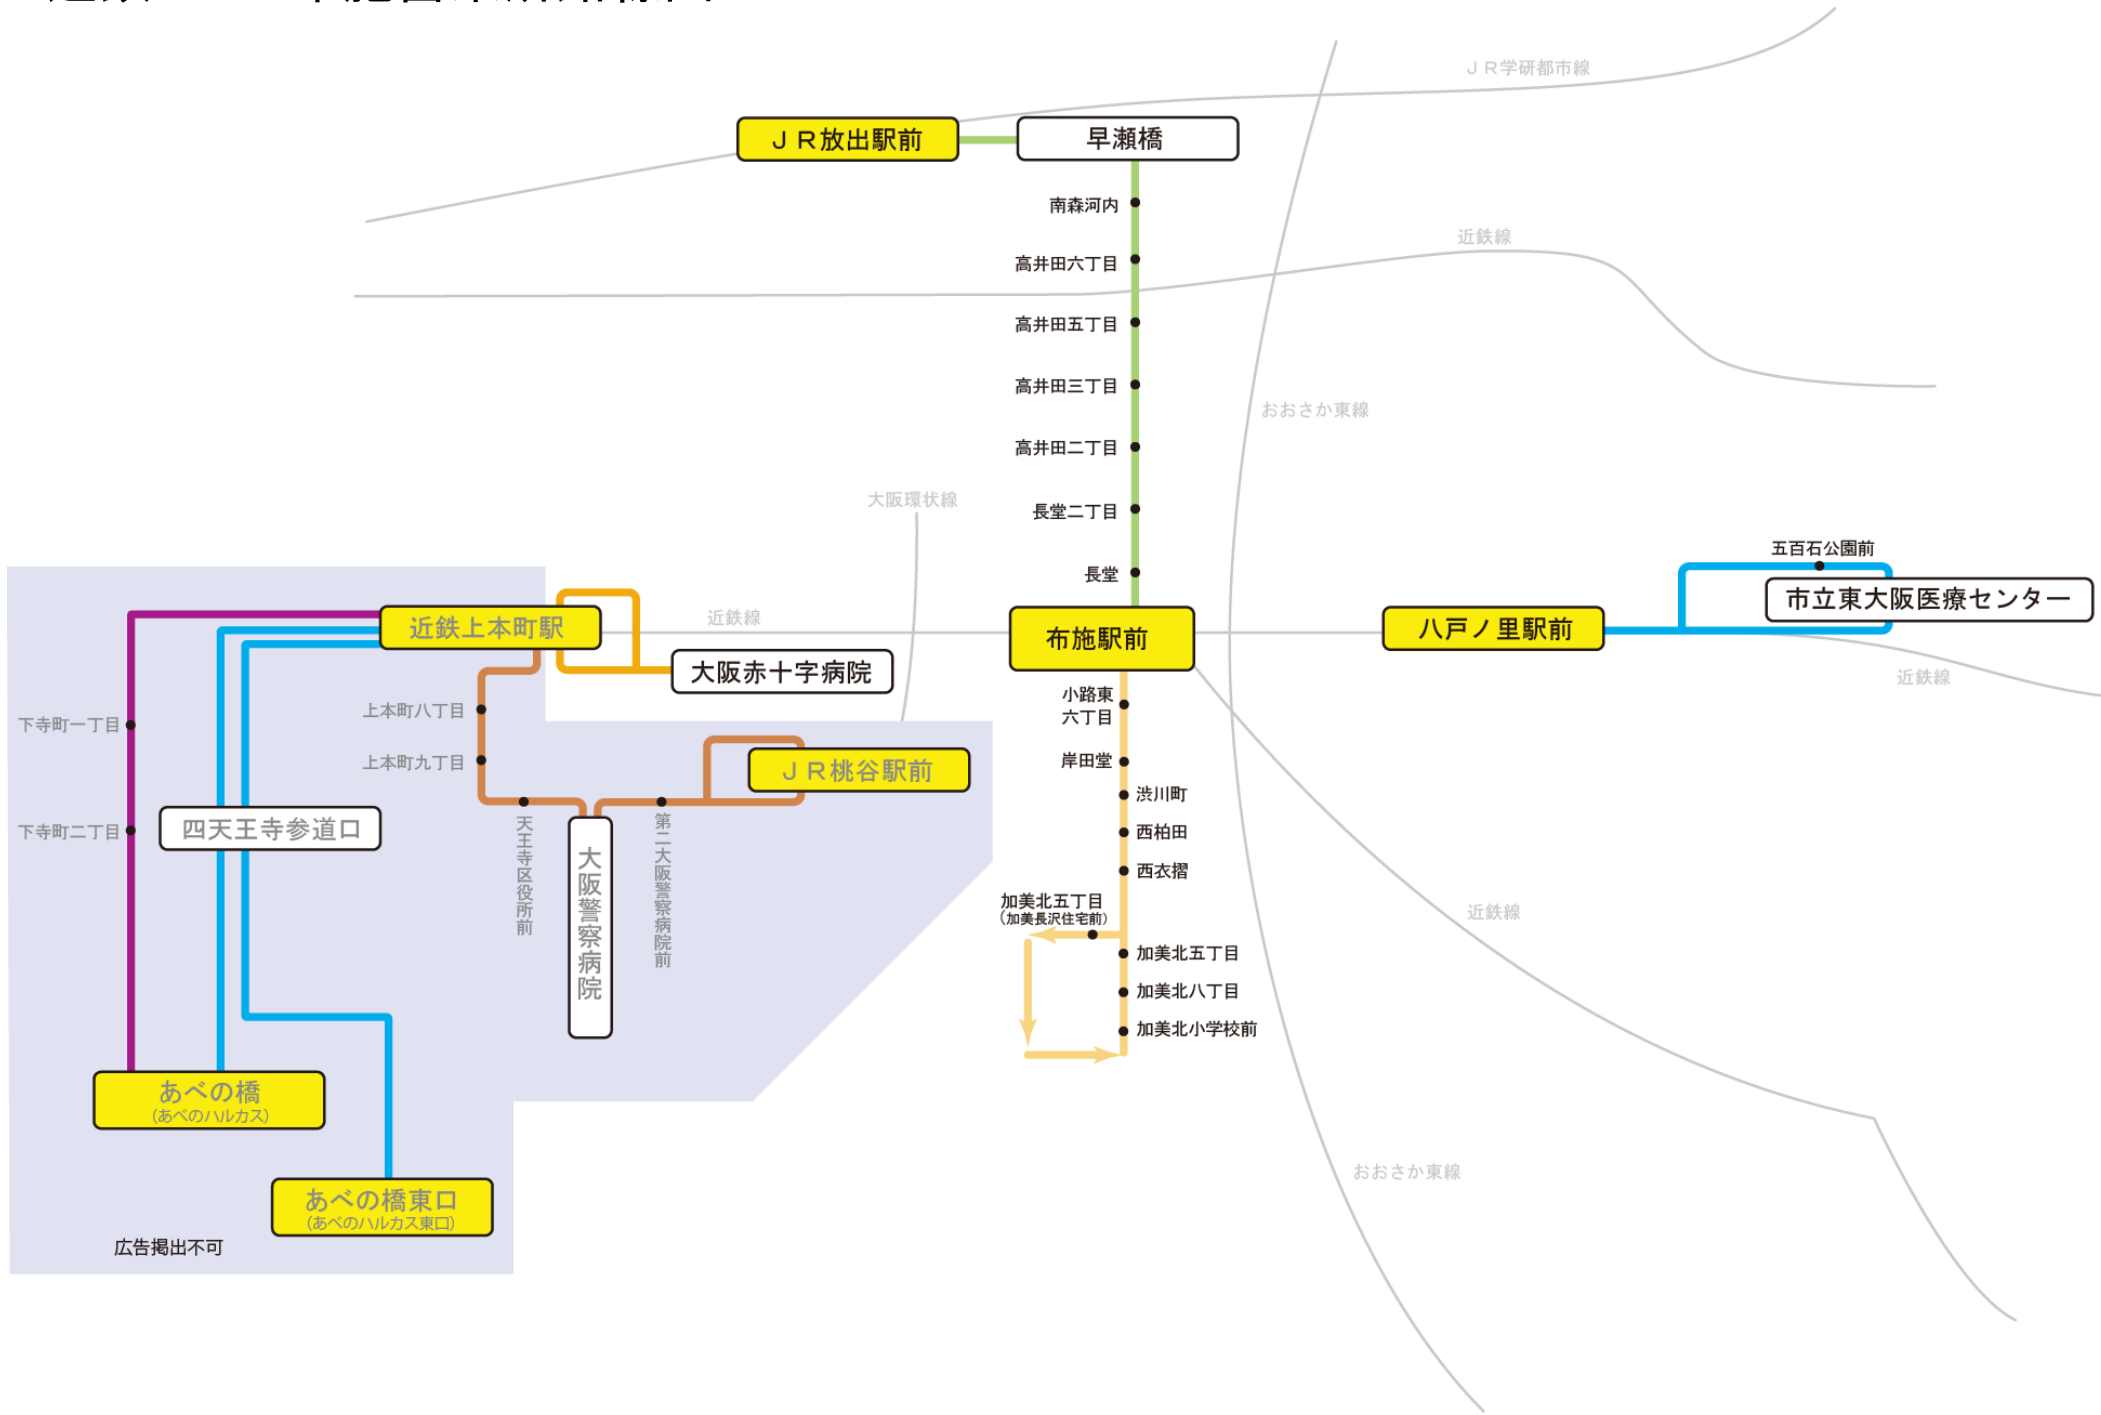 ＪＲ学研都市線
ＪＲ放出駅前
早瀬橋
南森河内
近鉄線
高井田六丁目
高井田五丁目
高井田三丁目
おおさか東線
高井田二丁目
大阪環状線
長堂二丁目
五百石公園前
長堂
市立東大阪医療センター
近鉄上本町駅
近鉄線
布施駅前
八戸ノ里駅前
大阪赤十字病院
近鉄線
小路東
六丁目
上本町八丁目
下寺町一丁目
上本町九丁目
岸田堂
ＪＲ桃谷駅前
渋川町
四天王寺参道口
下寺町二丁目
西柏田
天王寺区役所前
大阪警察病院
第二大阪警察病院前
西衣摺
加美北五丁目
(加美長沢住宅前)
近鉄線
加美北五丁目
加美北八丁目
加美北小学校前
あべの橋
(あべのハルカス)
おおさか東線
あべの橋東口
(あべのハルカス東口)
広告掲出不可